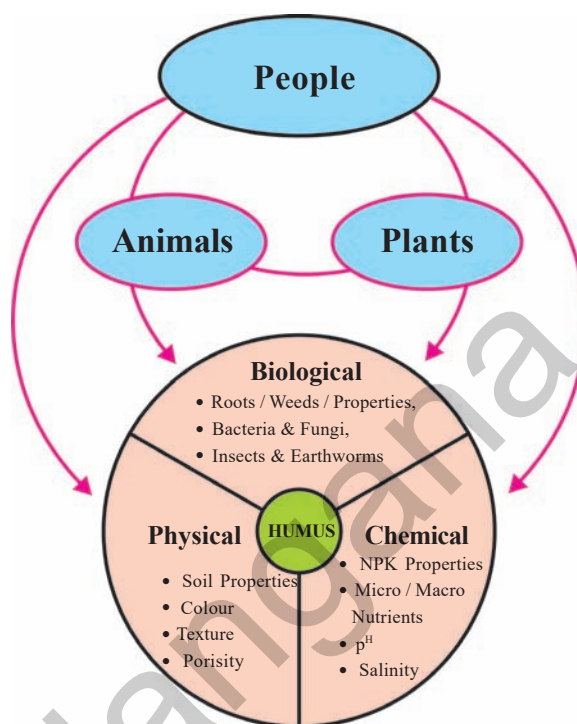 People
Animals
Plants
Biological
• Roots / Weeds / Properties,
• Bacteria & Fungi,
• Insects & Earthworms
HUMUS
Physical
• Soil Properties
• Colour
• Texture
• Porisity
Chemical
• NPK Properties
• Micro / Macro
Nutrients
• pᴴ
• Salinity